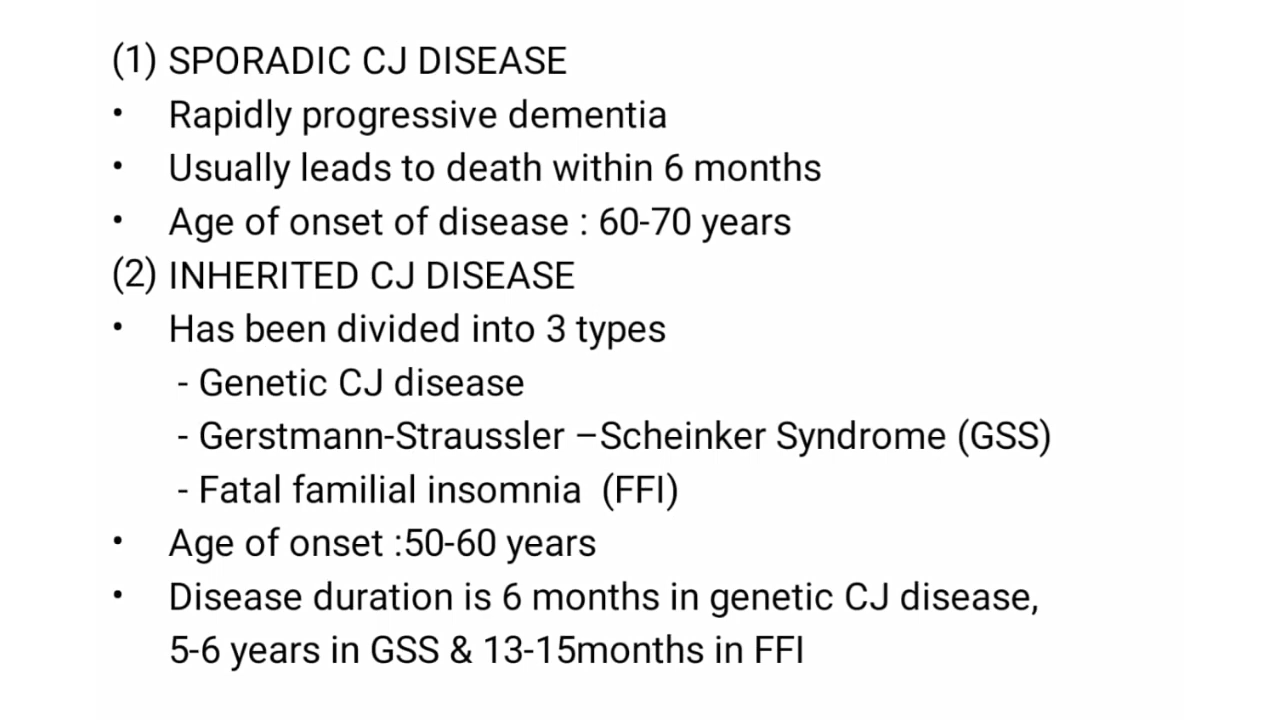 (1) SPORADIC CJ DISEASE
• Rapidly progressive dementia
• Usually leads to death within 6 months
• Age of onset of disease : 60-70 years
(2) INHERITED CJ DISEASE
• Has been divided into 3 types
- Genetic CJ disease
- Gerstmann-Straussler –Scheinker Syndrome (GSS)
- Fatal familial insomnia  (FFI)
• Age of onset :50-60 years
• Disease duration is 6 months in genetic CJ disease,
5-6 years in GSS & 13-15months in FFI